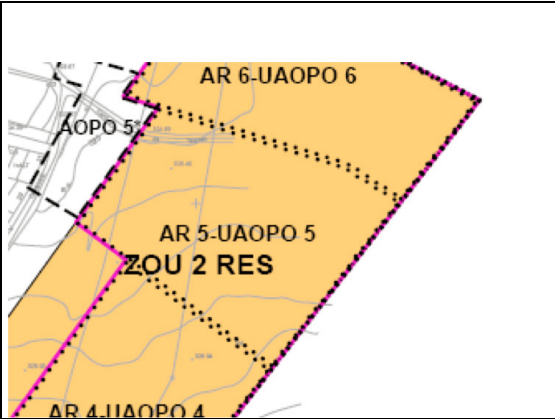 AR 6-UAOPO 6
AOPO 5*
AR 5-UAOPO 5
ZOU 2 RES
AR 4-UAOPO 4